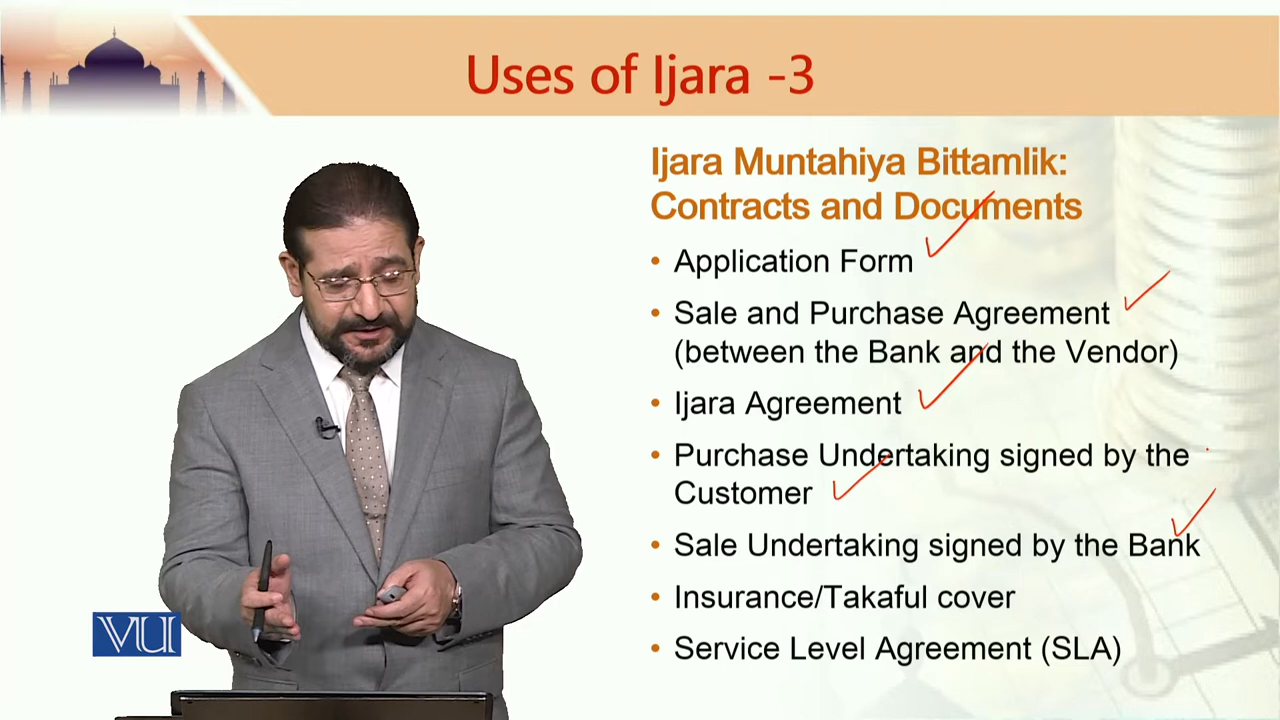 Uses of Ijara -3
Ijara Muntahiya Bittamlik:
Contracts and Documents
• Application Form
• Sale and Purchase Agreement
(between the Bank and the Vendor)
• Ijara Agreement
• Purchase Undertaking signed by the
Customer
• Sale Undertaking signed by the Bank
• Insurance/Takaful cover
• Service Level Agreement (SLA)
VU